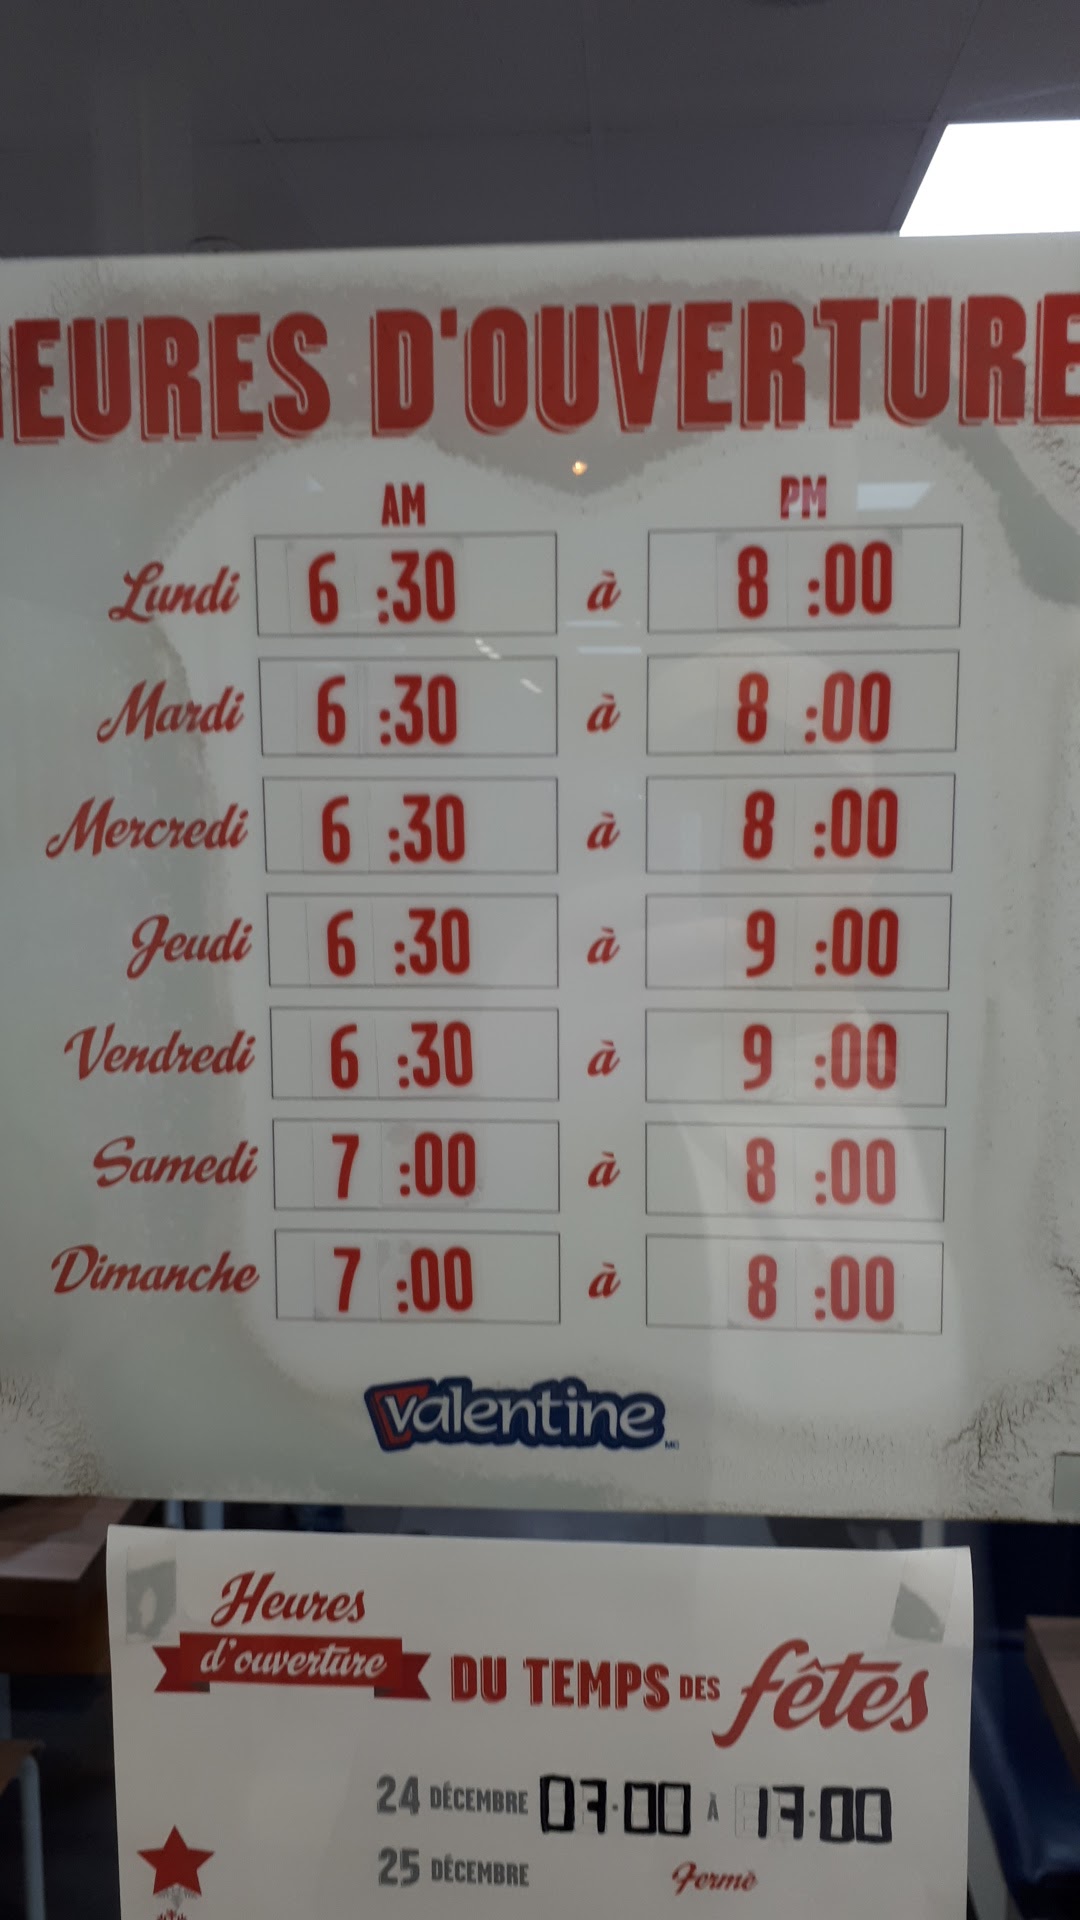 HEURES D'OUVERTURE
AM PM
Lundi 6 :30 à 8 :00
Mardi 6 :30 à 8 :00
Mercredi 6 :30 à 8 :00
Jeudi 6 :30 à 9 :00
Vendredi 6 :30 à 9 :00
Samedi 7 :00 à 8 :00
Dimanche 7 :00 à 8 :00
valentine MC
Heures
d'ouverture DU TEMPS DES fêtes
24 DÉCEMBRE 07:00 À 17:00
25 DÉCEMBRE Fermé